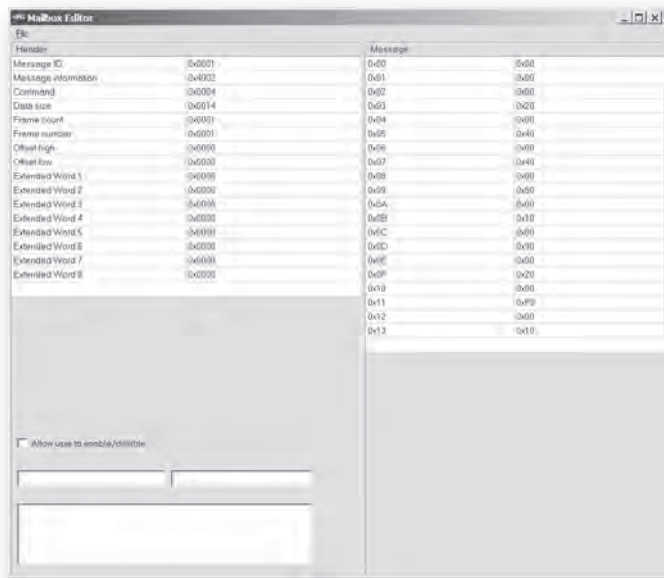 Mailbox Editor
File
Header
Message ID 0x0001
Message information 0x4002
Command 0x0004
Data size 0x0014
Frame count 0x0001
Frame number 0x0001
Offset high 0x0000
Offset low 0x0000
Extended Word 1 0x0000
Extended Word 2 0x0000
Extended Word 3 0x0000
Extended Word 4 0x0000
Extended Word 5 0x0000
Extended Word 6 0x0000
Extended Word 7 0x0000
Extended Word 8 0x0000
Allow user to enable/disable
Message
0x00 0x00
0x01 0x00
0x02 0x00
0x03 0x20
0x04 0x00
0x05 0x40
0x06 0x00
0x07 0x40
0x08 0x00
0x09 0x50
0x0A 0x00
0x0B 0x10
0x0C 0x00
0x0D 0x90
0x0E 0x00
0x0F 0x20
0x10 0x00
0x11 0xF0
0x12 0x00
0x13 0x10